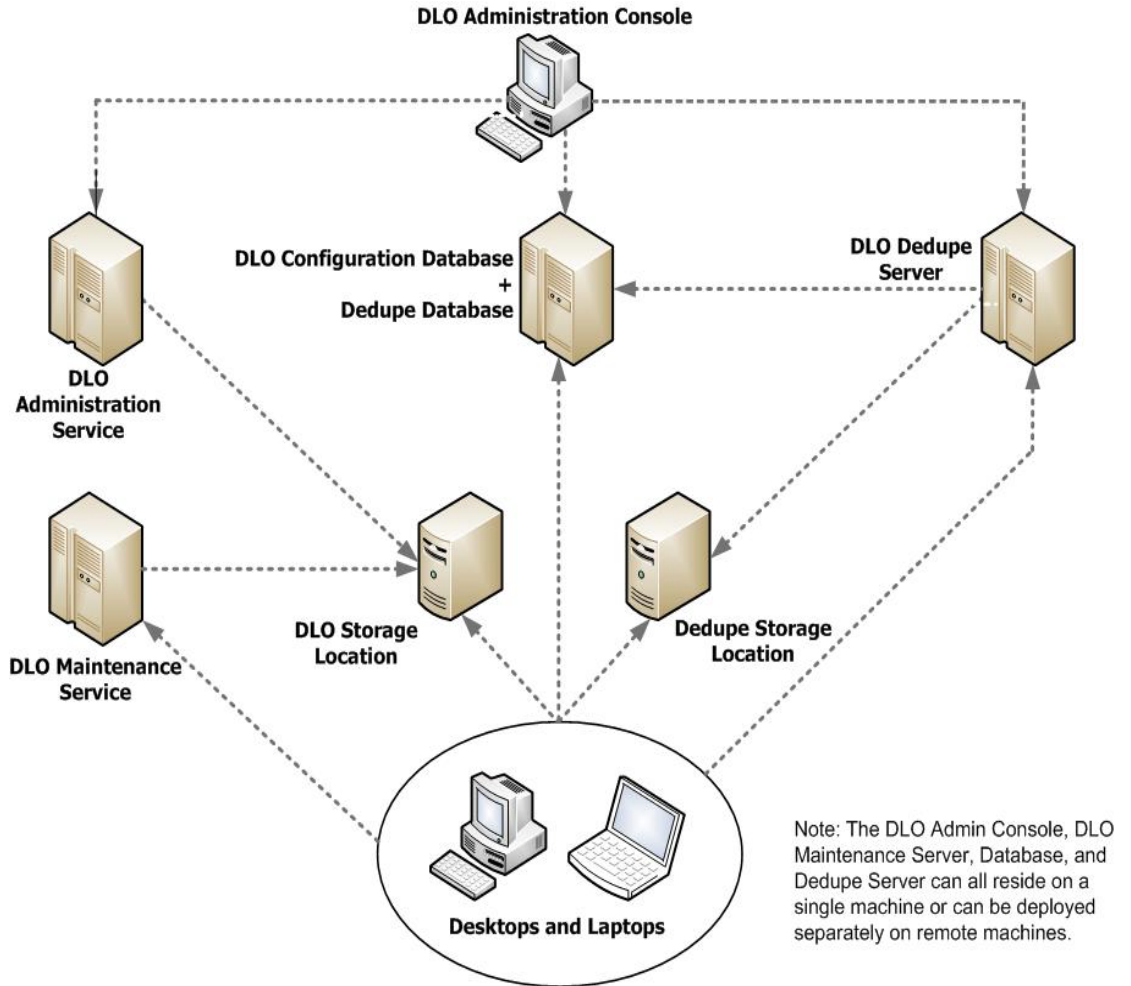 DLO Administration Console
DLO Configuration Database
+
Dedupe Database
DLO Dedupe
Server
DLO
Administration
Service
DLO Storage
Location
Dedupe Storage
Location
DLO Maintenance
Service
Desktops and Laptops
Note: The DLO Admin Console, DLO
Maintenance Server, Database, and
Dedupe Server can all reside on a
single machine or can be deployed
separately on remote machines.